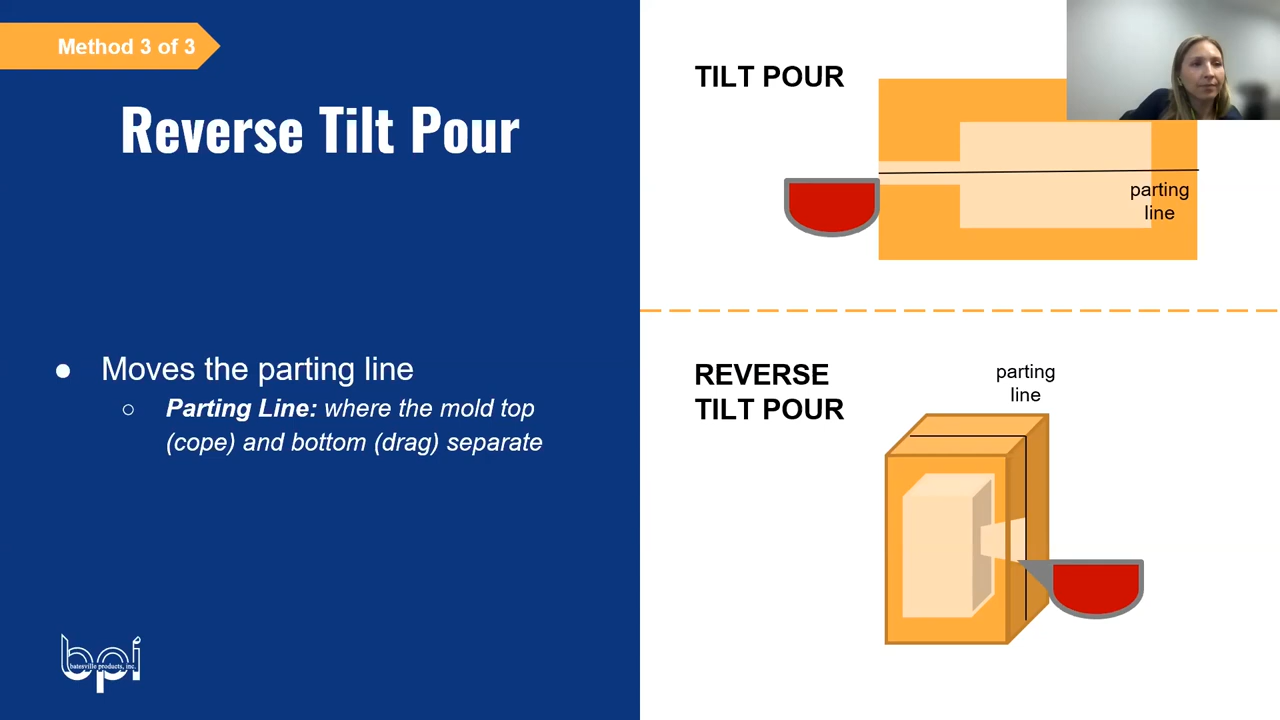 Method 3 of 3
Reverse Tilt Pour
● Moves the parting line
○ Parting Line: where the mold top
(cope) and bottom (drag) separate
bpi
batesville products, inc.
TILT POUR
parting
line
REVERSE
TILT POUR
parting
line